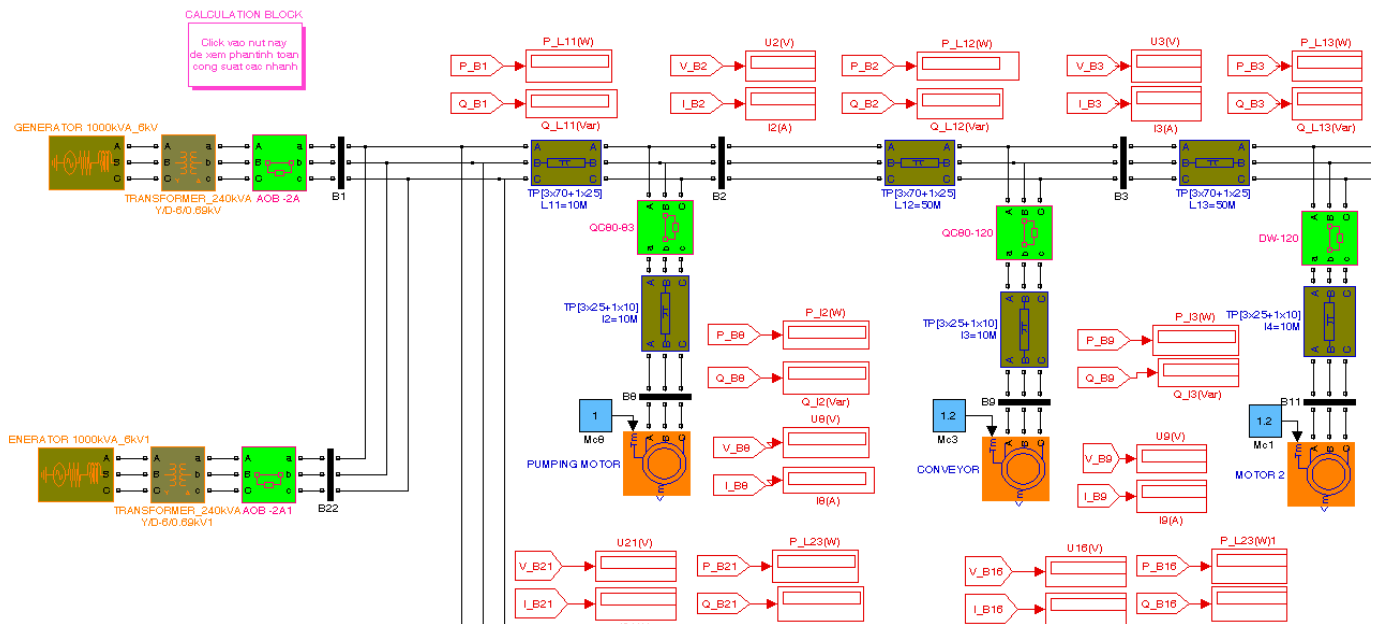 CALCULATION BLOCK
Click vao nut nay
de xem phantinh toan
cong suat cac nhanh
P_L11(W)
P_B1
Q_B1
Q_L11(Var)
U2(V)
V_B2
I_B2
I2(A)
P_L12(W)
P_B2
Q_B2
Q_L12(Var)
U3(V)
V_B3
I_B3
I3(A)
P_L13(W)
P_B3
Q_B3
Q_L13(Var)
GENERATOR 1000kVA_6kV
A
B
C
A a
B b
C c
TRANSFORMER_240kVA
Y/D-6/0.69kV
A a
B b
C c
AOB -2A
B1
A A
B B
C C
TP[3x70+1x25]
L11=10M
B2
A A
B B
C C
TP[3x70+1x25]
L12=50M
B3
A A
B B
C C
TP[3x70+1x25]
L13=50M
QC80-83
A B C
a b c
QC80-120
A B C
a b c
DW-120
A B C
a b c
TP[3x25+1x10]
l2=10M
A B C
A B C
TP[3x25+1x10]
l3=10M
A B C
A B C
TP[3x25+1x10]
l4=10M
A B C
A B C
P_l2(W)
P_B8
Q_B8
Q_l2(Var)
P_l3(W)
P_B9
Q_B9
Q_l3(Var)
B8
1
Mc8
Tm
A B C
m
PUMPING MOTOR
U8(V)
V_B8
I_B8
I8(A)
B9
1.2
Mc3
Tm
A B C
m
CONVEYOR
U9(V)
V_B9
I_B9
I9(A)
B11
1.2
Mc1
Tm
A B C
m
MOTOR 2
ENERATOR 1000kVA_6kV1
A
B
C
A a
B b
C c
TRANSFORMER_240kVA
Y/D-6/0.69kV1
A a
B b
C c
AOB -2A1
B22
U21(V)
V_B21
I_B21
P_L23(W)
P_B21
Q_B21
U16(V)
V_B16
I_B16
P_L23(W)1
P_B16
Q_B16